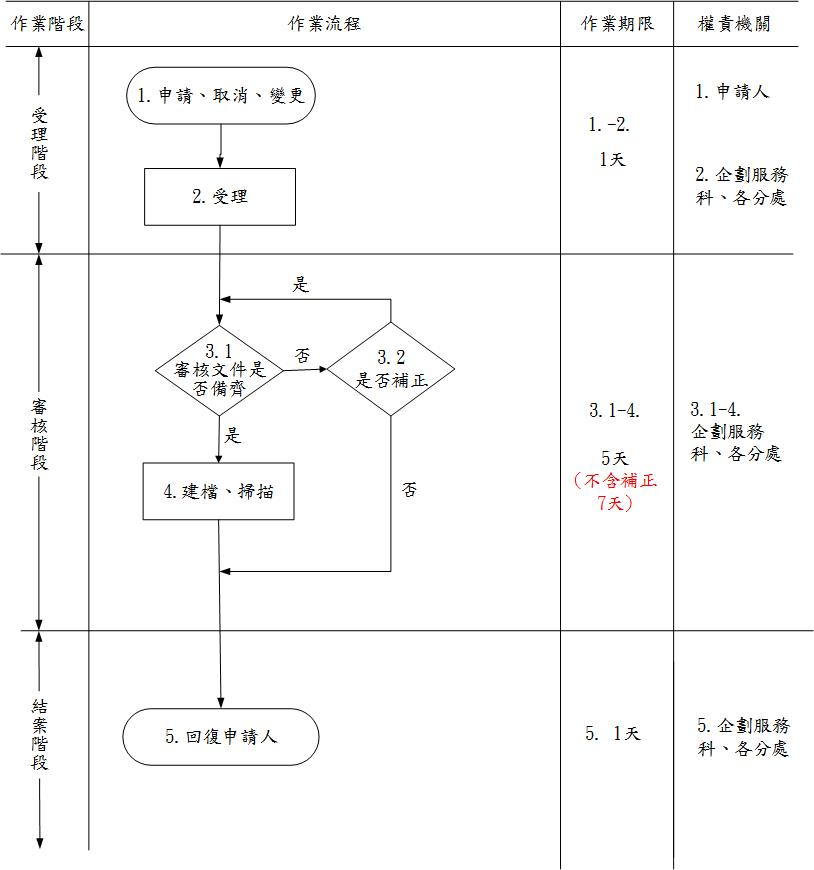 作業階段
作業流程
作業期限
權責機關
受理階段
1.申請、取消、變更
2.受理
1.-2.
1天
1.申請人
2.企劃服務
科、各分處
審核階段
是
3.1
審核文件是
否備齊
否
3.2
是否補正
是
4.建檔、掃描
否
3.1-4.
5天
(不含補正
7天)
3.1-4.
企劃服務
科、各分處
結案階段
5.回復申請人
5. 1天
5.企劃服務
科、各分處